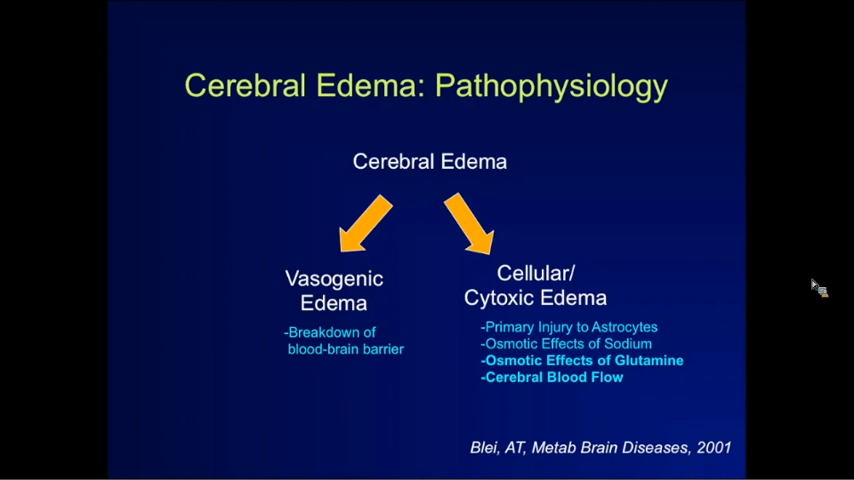 Cerebral Edema: Pathophysiology
Cerebral Edema
Vasogenic
Edema
-Breakdown of
blood-brain barrier
Cellular/
Cytoxic Edema
-Primary Injury to Astrocytes
-Osmotic Effects of Sodium
-Osmotic Effects of Glutamine
-Cerebral Blood Flow
Blei, AT, Metab Brain Diseases, 2001